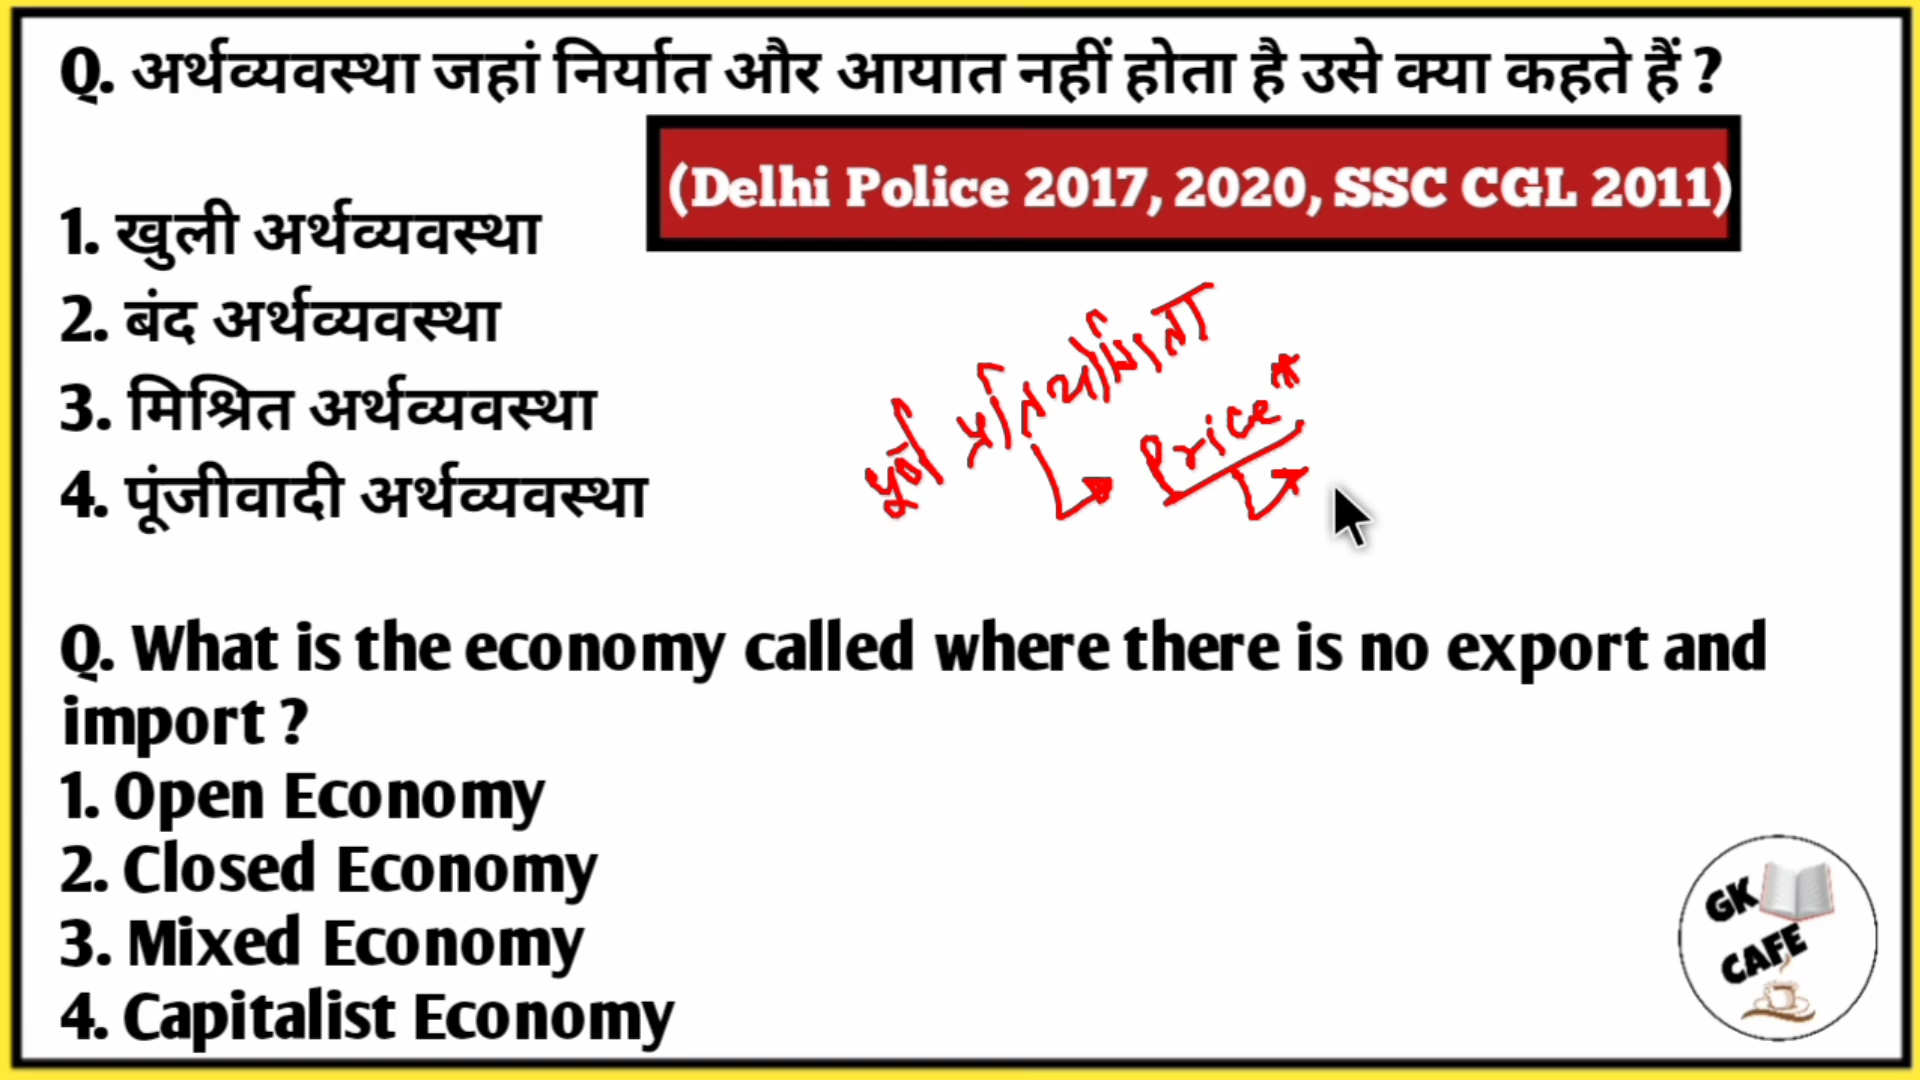 Q. अर्थव्यवस्था जहां निर्यात और आयात नहीं होता है उसे क्या कहते हैं ?
(Delhi Police 2017, 2020, SSC CGL 2011)
1. खुली अर्थव्यवस्था
2. बंद अर्थव्यवस्था
3. मिश्रित अर्थव्यवस्था
4. पूंजीवादी अर्थव्यवस्था
पूर्ण प्रतियोगिता
Price*
Q. What is the economy called where there is no export and
import ?
1. Open Economy
2. Closed Economy
3. Mixed Economy
4. Capitalist Economy
GK
CAFE